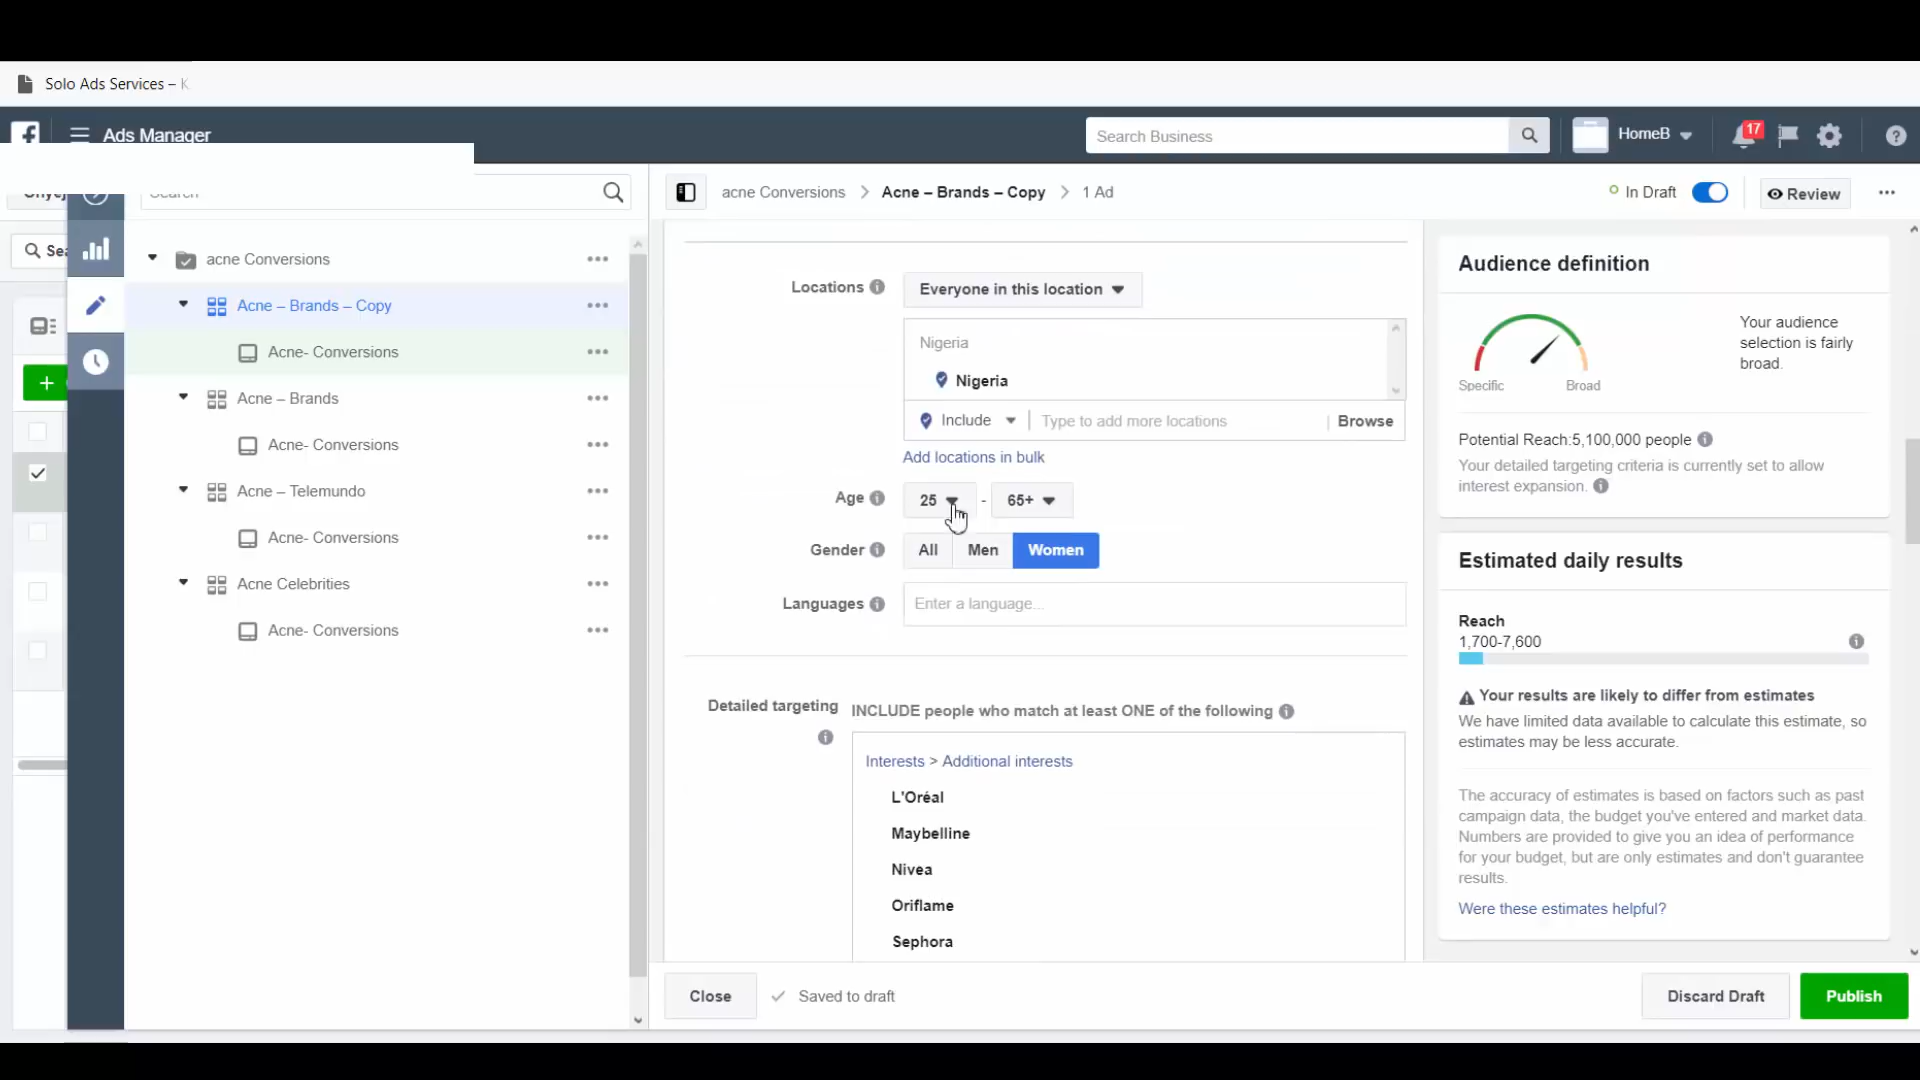 Solo Ads Services – K
Ads Manager
Search Business
HomeB
17
acne Conversions
Acne – Brands – Copy
1 Ad
In Draft
Review
Sea
acne Conversions
Acne – Brands – Copy
Acne- Conversions
Acne – Brands
Acne- Conversions
Acne – Telemundo
Acne- Conversions
Acne Celebrities
Acne- Conversions
Locations
Everyone in this location
Nigeria
Nigeria
Include
Type to add more locations
Browse
Add locations in bulk
Age
25 - 65+
Gender
All Men Women
Languages
Enter a language...
Detailed targeting
INCLUDE people who match at least ONE of the following
Interests > Additional interests
L'Oréal
Maybelline
Nivea
Oriflame
Sephora
Audience definition
Your audience
selection is fairly
broad.
Specific
Broad
Potential Reach:5,100,000 people
Your detailed targeting criteria is currently set to allow
interest expansion.
Estimated daily results
Reach
1,700-7,600
Your results are likely to differ from estimates
We have limited data available to calculate this estimate, so
estimates may be less accurate.
The accuracy of estimates is based on factors such as past
campaign data, the budget you've entered and market data.
Numbers are provided to give you an idea of performance
for your budget, but are only estimates and don't guarantee
results.
Were these estimates helpful?
Close
Saved to draft
Discard Draft
Publish